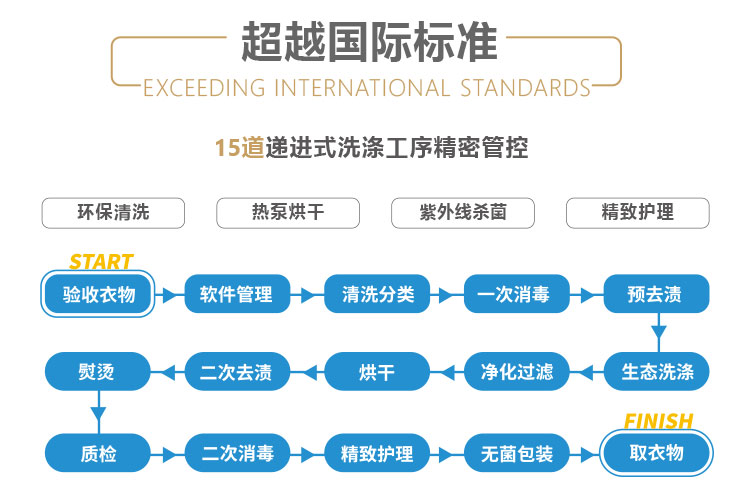 超越国际标准
EXCEEDING INTERNATIONAL STANDARDS
15道递进式洗涤工序精密管控
环保清洗 热泵烘干 紫外线杀菌 精致护理
START
验收衣物 软件管理 清洗分类 一次消毒 预去渍
熨烫 二次去渍 烘干 净化过滤 生态洗涤
FINISH
质检 二次消毒 精致护理 无菌包装 取衣物